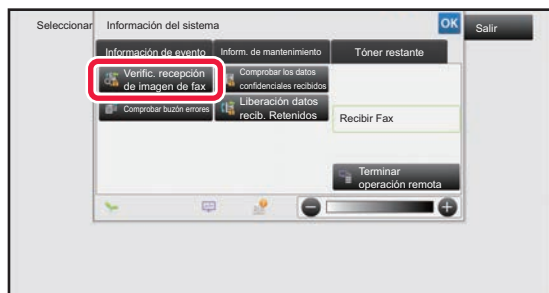 Seleccionar
Información del sistema
OK
Salir
Información de evento
Inform. de mantenimiento
Tóner restante
Verific. recepción
de imagen de fax
Comprobar los datos
confidenciales recibidos
Comprobar buzón errores
Liberación datos
recib. Retenidos
Recibir Fax
Terminar
operación remota